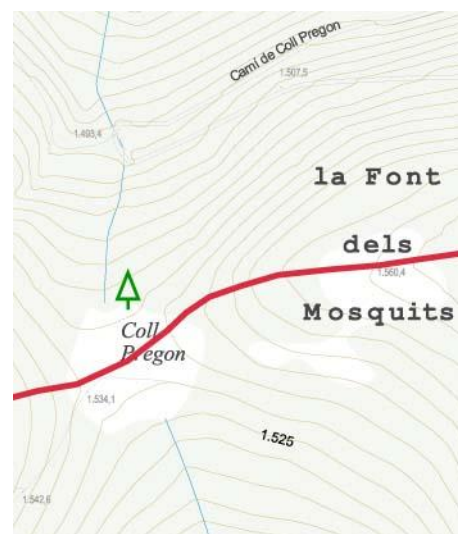 Camí de Coll Pregon
1.507,5
1.493,4
la Font
dels
1.560,4
Mosquits
Coll
Pregon
1.534,1
1.525
1.542,6